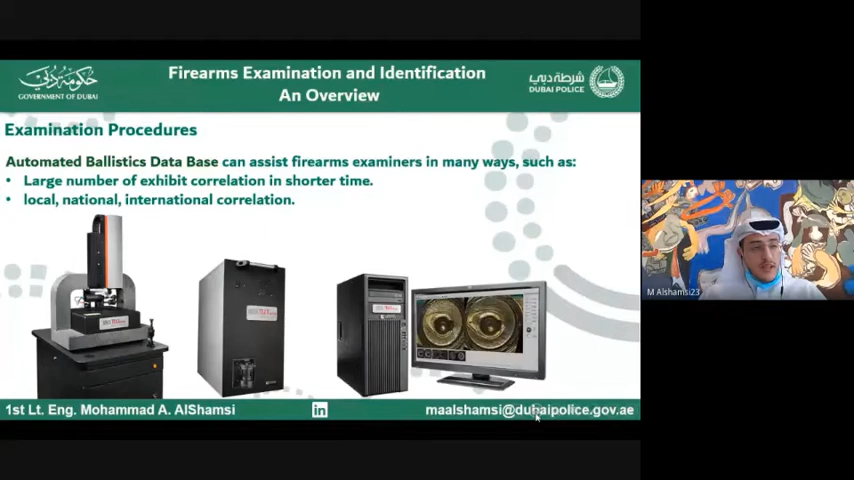 حكومة دبي
GOVERNMENT OF DUBAI
Firearms Examination and Identification
An Overview
شرطة دبي
DUBAI POLICE
Examination Procedures
Automated Ballistics Data Base can assist firearms examiners in many ways, such as:
• Large number of exhibit correlation in shorter time.
• local, national, international correlation.
M Alshamsi23
1st Lt. Eng. Mohammad A. AlShamsi
in
maalshamsi@dubaipolice.gov.ae